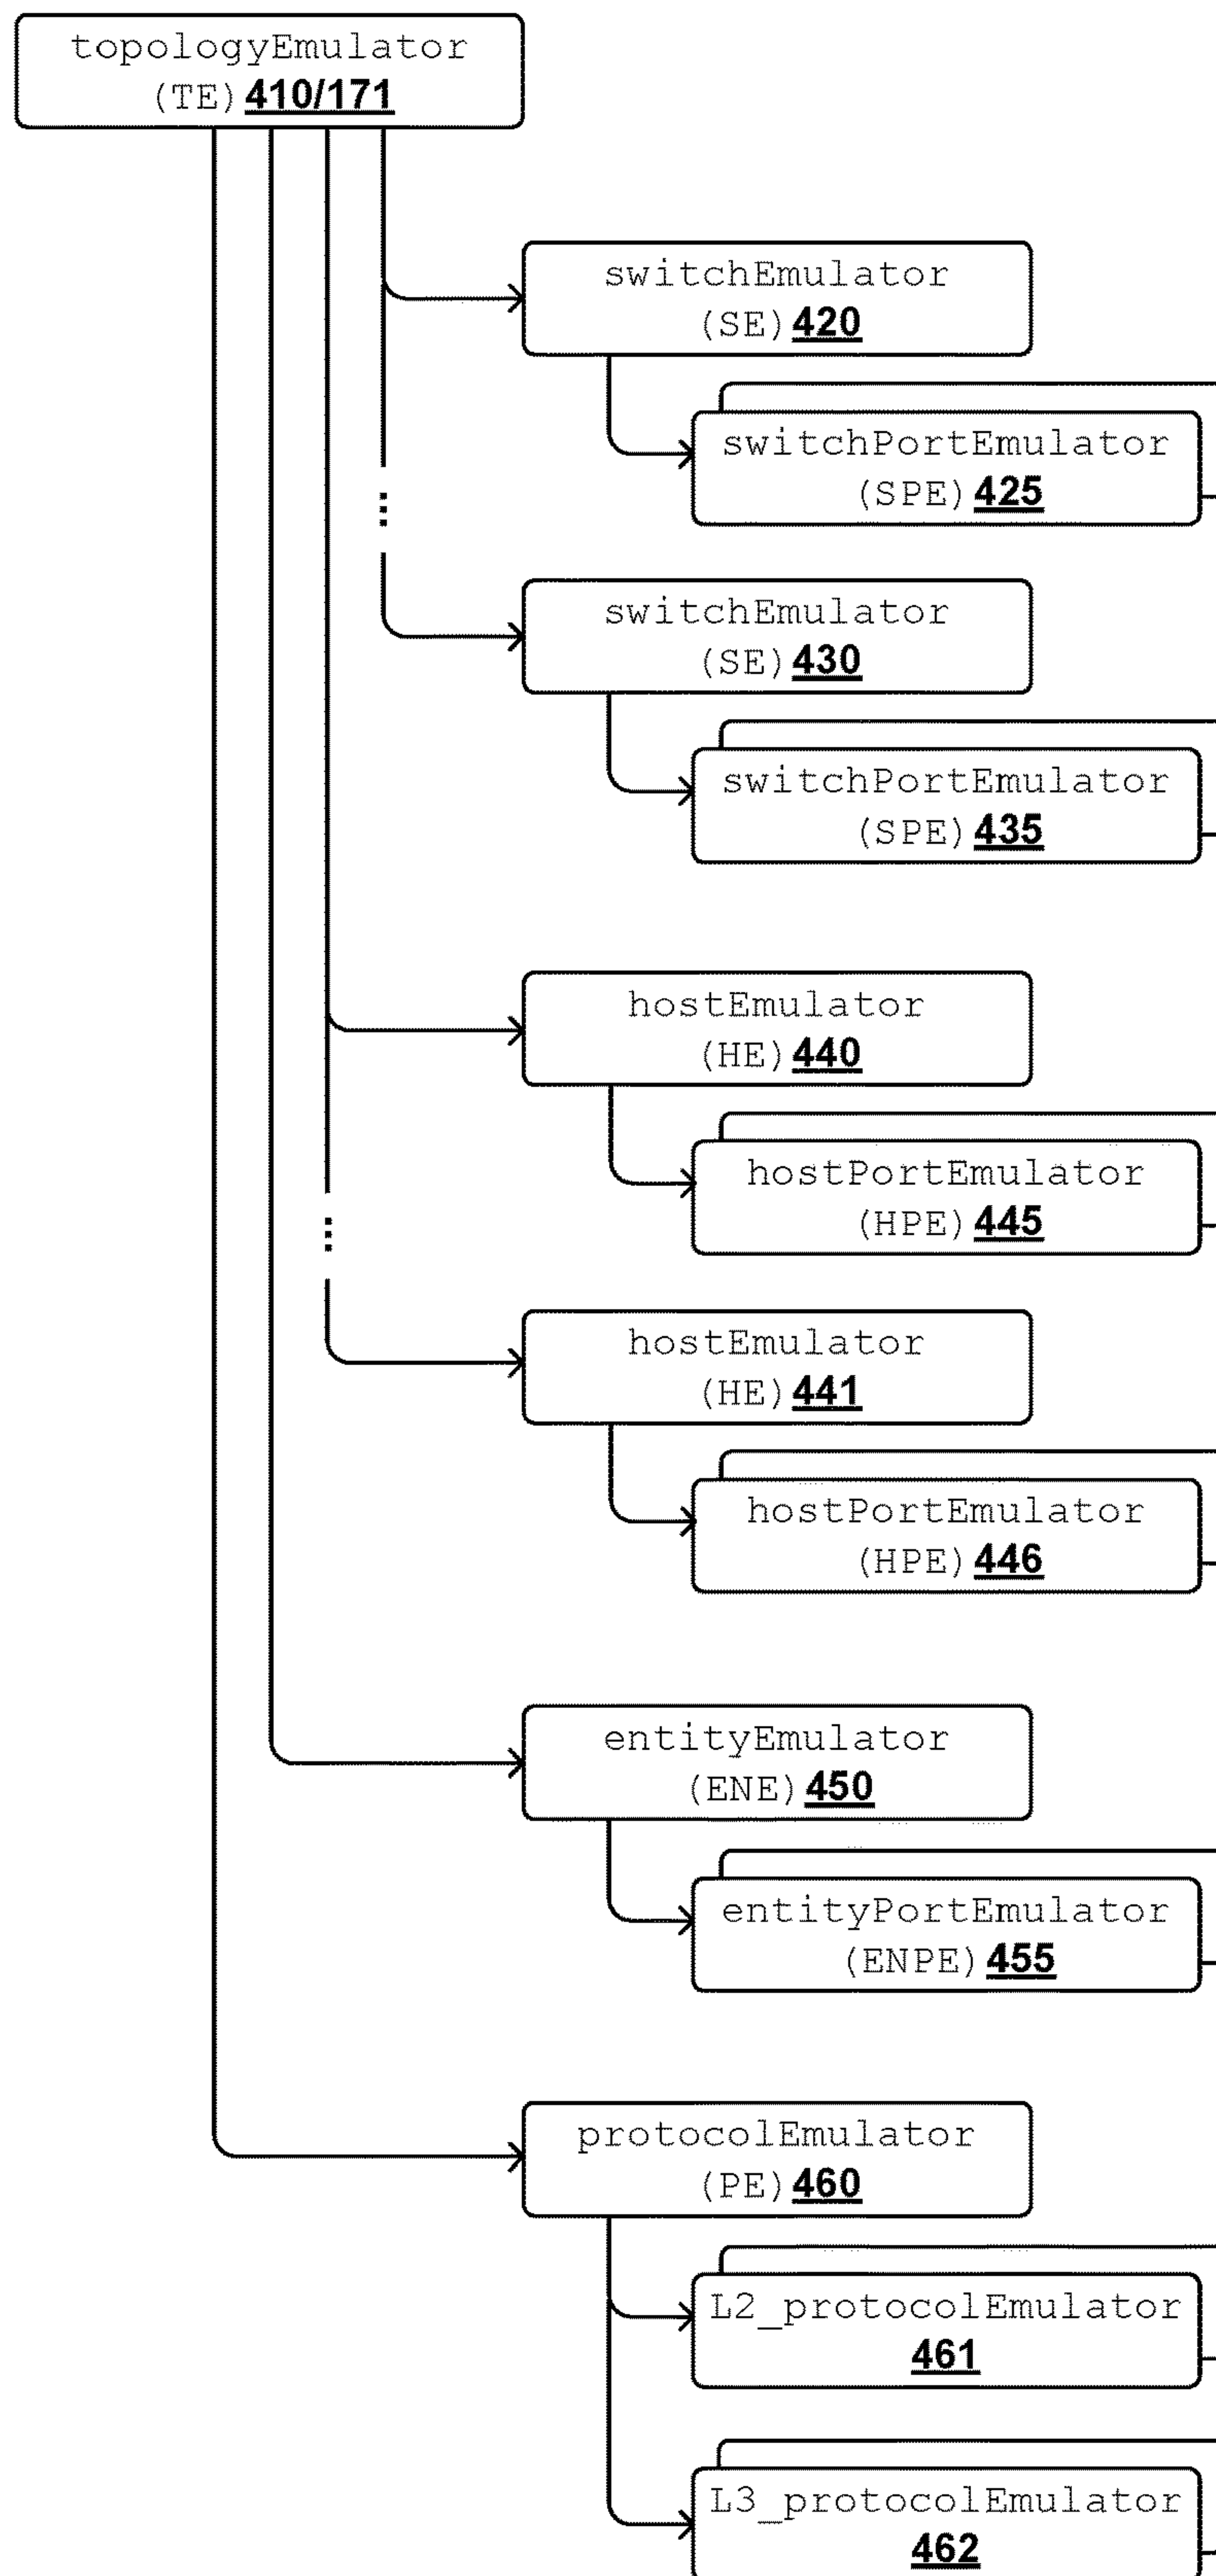 topologyEmulator
(TE) 410/171
switchEmulator
(SE) 420
switchPortEmulator
(SPE) 425
switchEmulator
(SE) 430
switchPortEmulator
(SPE) 435
hostEmulator
(HE) 440
hostPortEmulator
(HPE) 445
hostEmulator
(HE) 441
hostPortEmulator
(HPE) 446
entityEmulator
(ENE) 450
entityPortEmulator
(ENPE) 455
protocolEmulator
(PE) 460
L2_protocolEmulator
461
L3_protocolEmulator
462